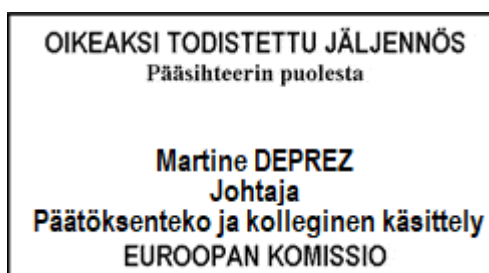 OIKEAKSI TODISTETTU JÄLJENNÖS
Pääsihteerin puolesta
Martine DEPREZ
Johtaja
Päätöksenteko ja kolleginen käsittely
EUROOPAN KOMISSIO